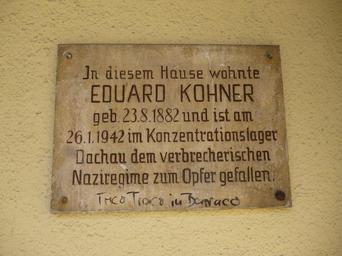 In diesem Hause wohnte
EDUARD KOHNER
geb. 23.8.1882 und ist am
26.1.1942 im Konzentrationslager
Dachau dem verbrecherischen
Naziregime zum Opfer gefallen.
in